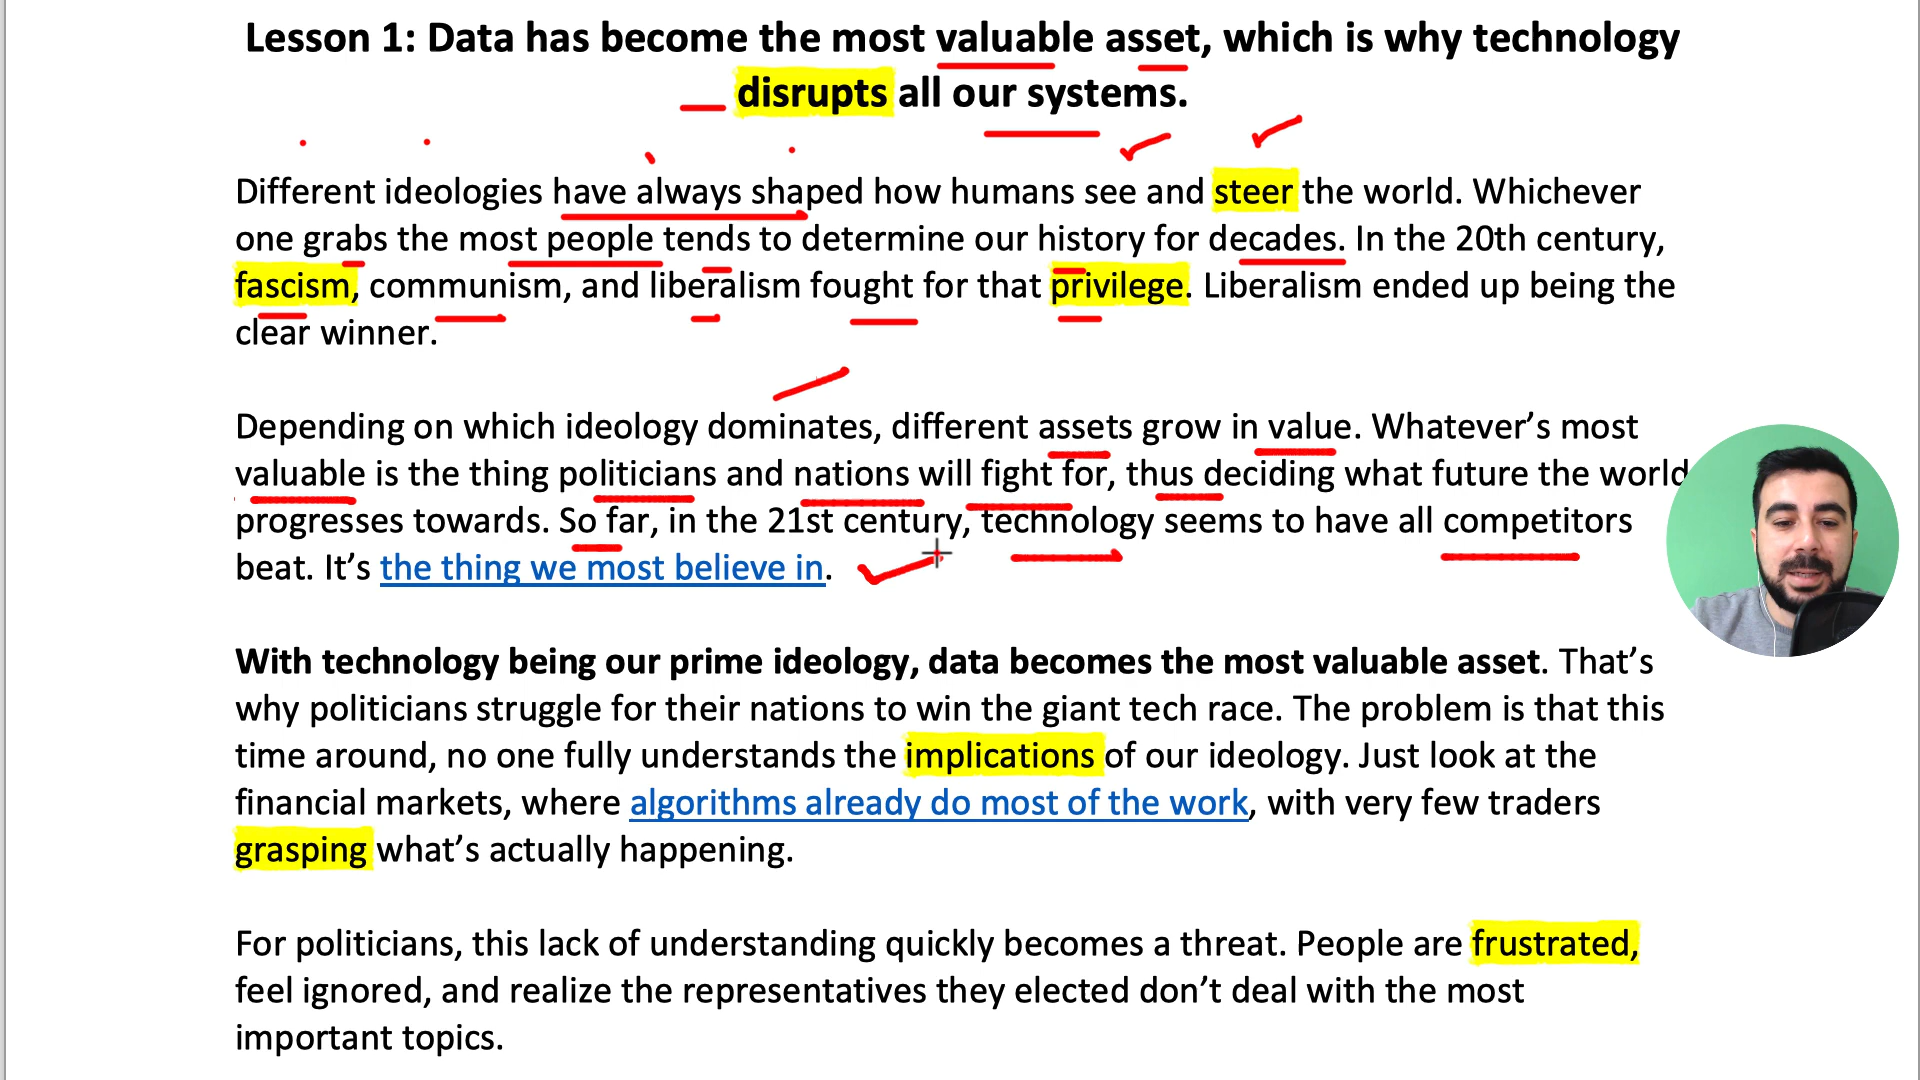 Lesson 1: Data has become the most valuable asset, which is why technology
disrupts all our systems.
Different ideologies have always shaped how humans see and steer the world. Whichever
one grabs the most people tends to determine our history for decades. In the 20th century,
fascism, communism, and liberalism fought for that privilege. Liberalism ended up being the
clear winner.
Depending on which ideology dominates, different assets grow in value. Whatever’s most
valuable is the thing politicians and nations will fight for, thus deciding what future the world
progresses towards. So far, in the 21st century, technology seems to have all competitors
beat. It’s the thing we most believe in.
With technology being our prime ideology, data becomes the most valuable asset. That’s
why politicians struggle for their nations to win the giant tech race. The problem is that this
time around, no one fully understands the implications of our ideology. Just look at the
financial markets, where algorithms already do most of the work, with very few traders
grasping what’s actually happening.
For politicians, this lack of understanding quickly becomes a threat. People are frustrated,
feel ignored, and realize the representatives they elected don’t deal with the most
important topics.